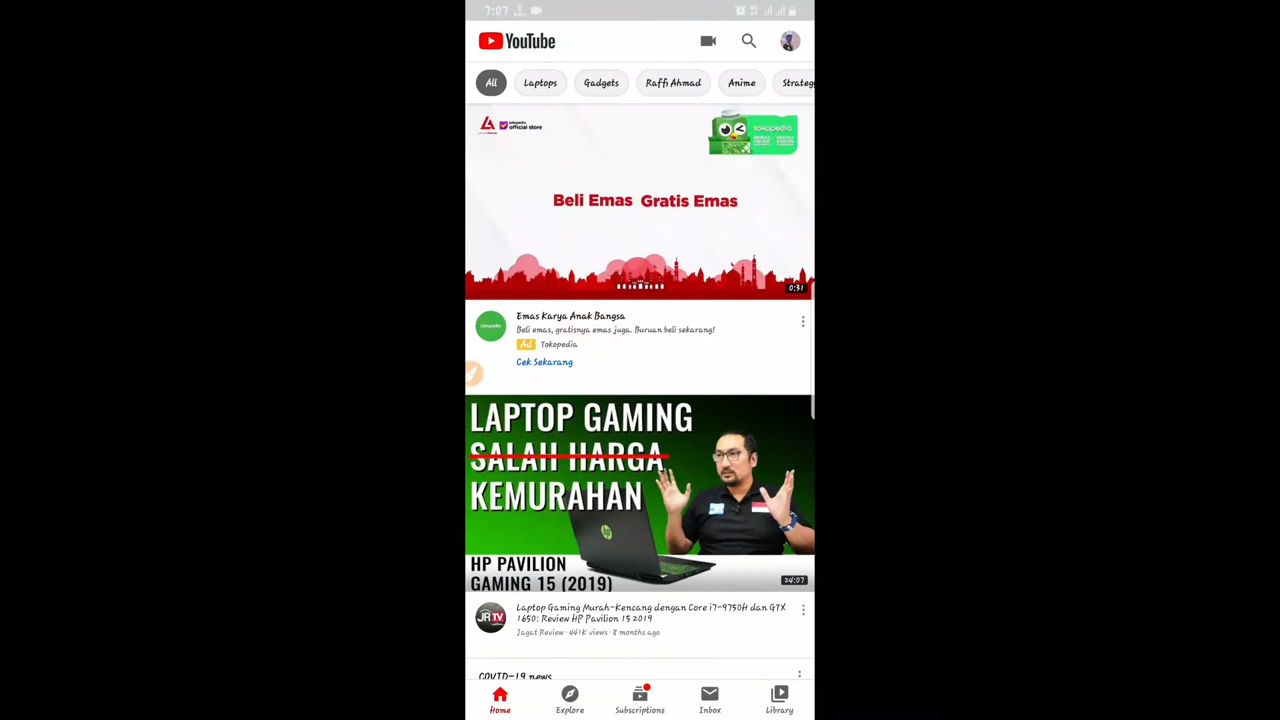 7:07
YouTube
All Laptops Gadgets Raffi Ahmad Anime Strategy
tokopedia official store
tokopedia
Beli Emas Gratis Emas
0:31
tokopedia
Emas Karya Anak Bangsa
Beli emas, gratisnya emas juga. Buruan beli sekarang!
Ad Tokopedia
Cek Sekarang
LAPTOP GAMING
SALAH HARGA
KEMURAHAN
HP PAVILION
GAMING 15 (2019)
24:07
JRTV
Laptop Gaming Murah-Kencang dengan Core i7-9750H dan GTX
1650: Review HP Pavilion 15 2019
Jagat Review · 441K views · 8 months ago
COVID-19 news
Home Explore Subscriptions Inbox Library